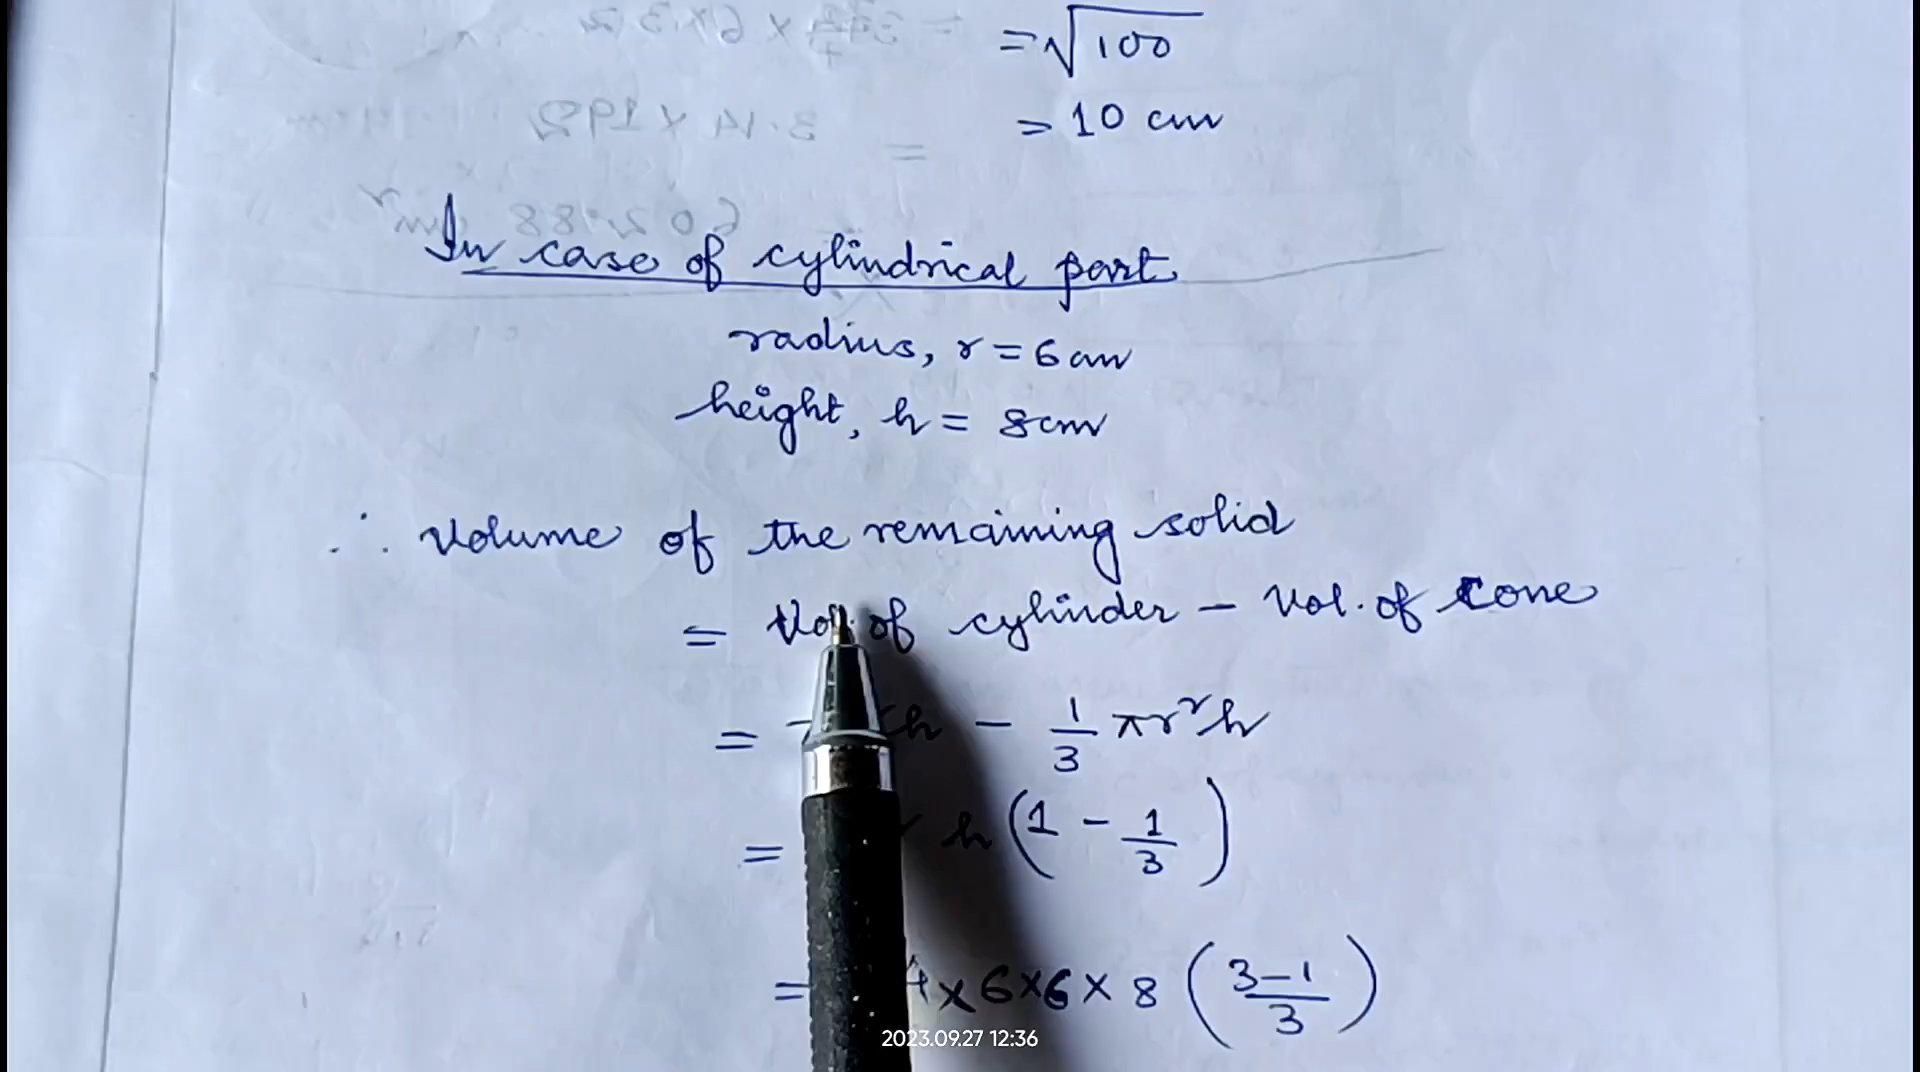 = √100
= 10 cm
In case of cylindrical part
radius, r = 6 cm
height, h = 8 cm
∴ Volume of the remaining solid
= Vol. of cylinder - Vol. of Cone
= h - 1/3 πr²h
= h (1 - 1/3)
= 4 × 6 × 6 × 8 (3-1/3)
2023.09.27 12:36